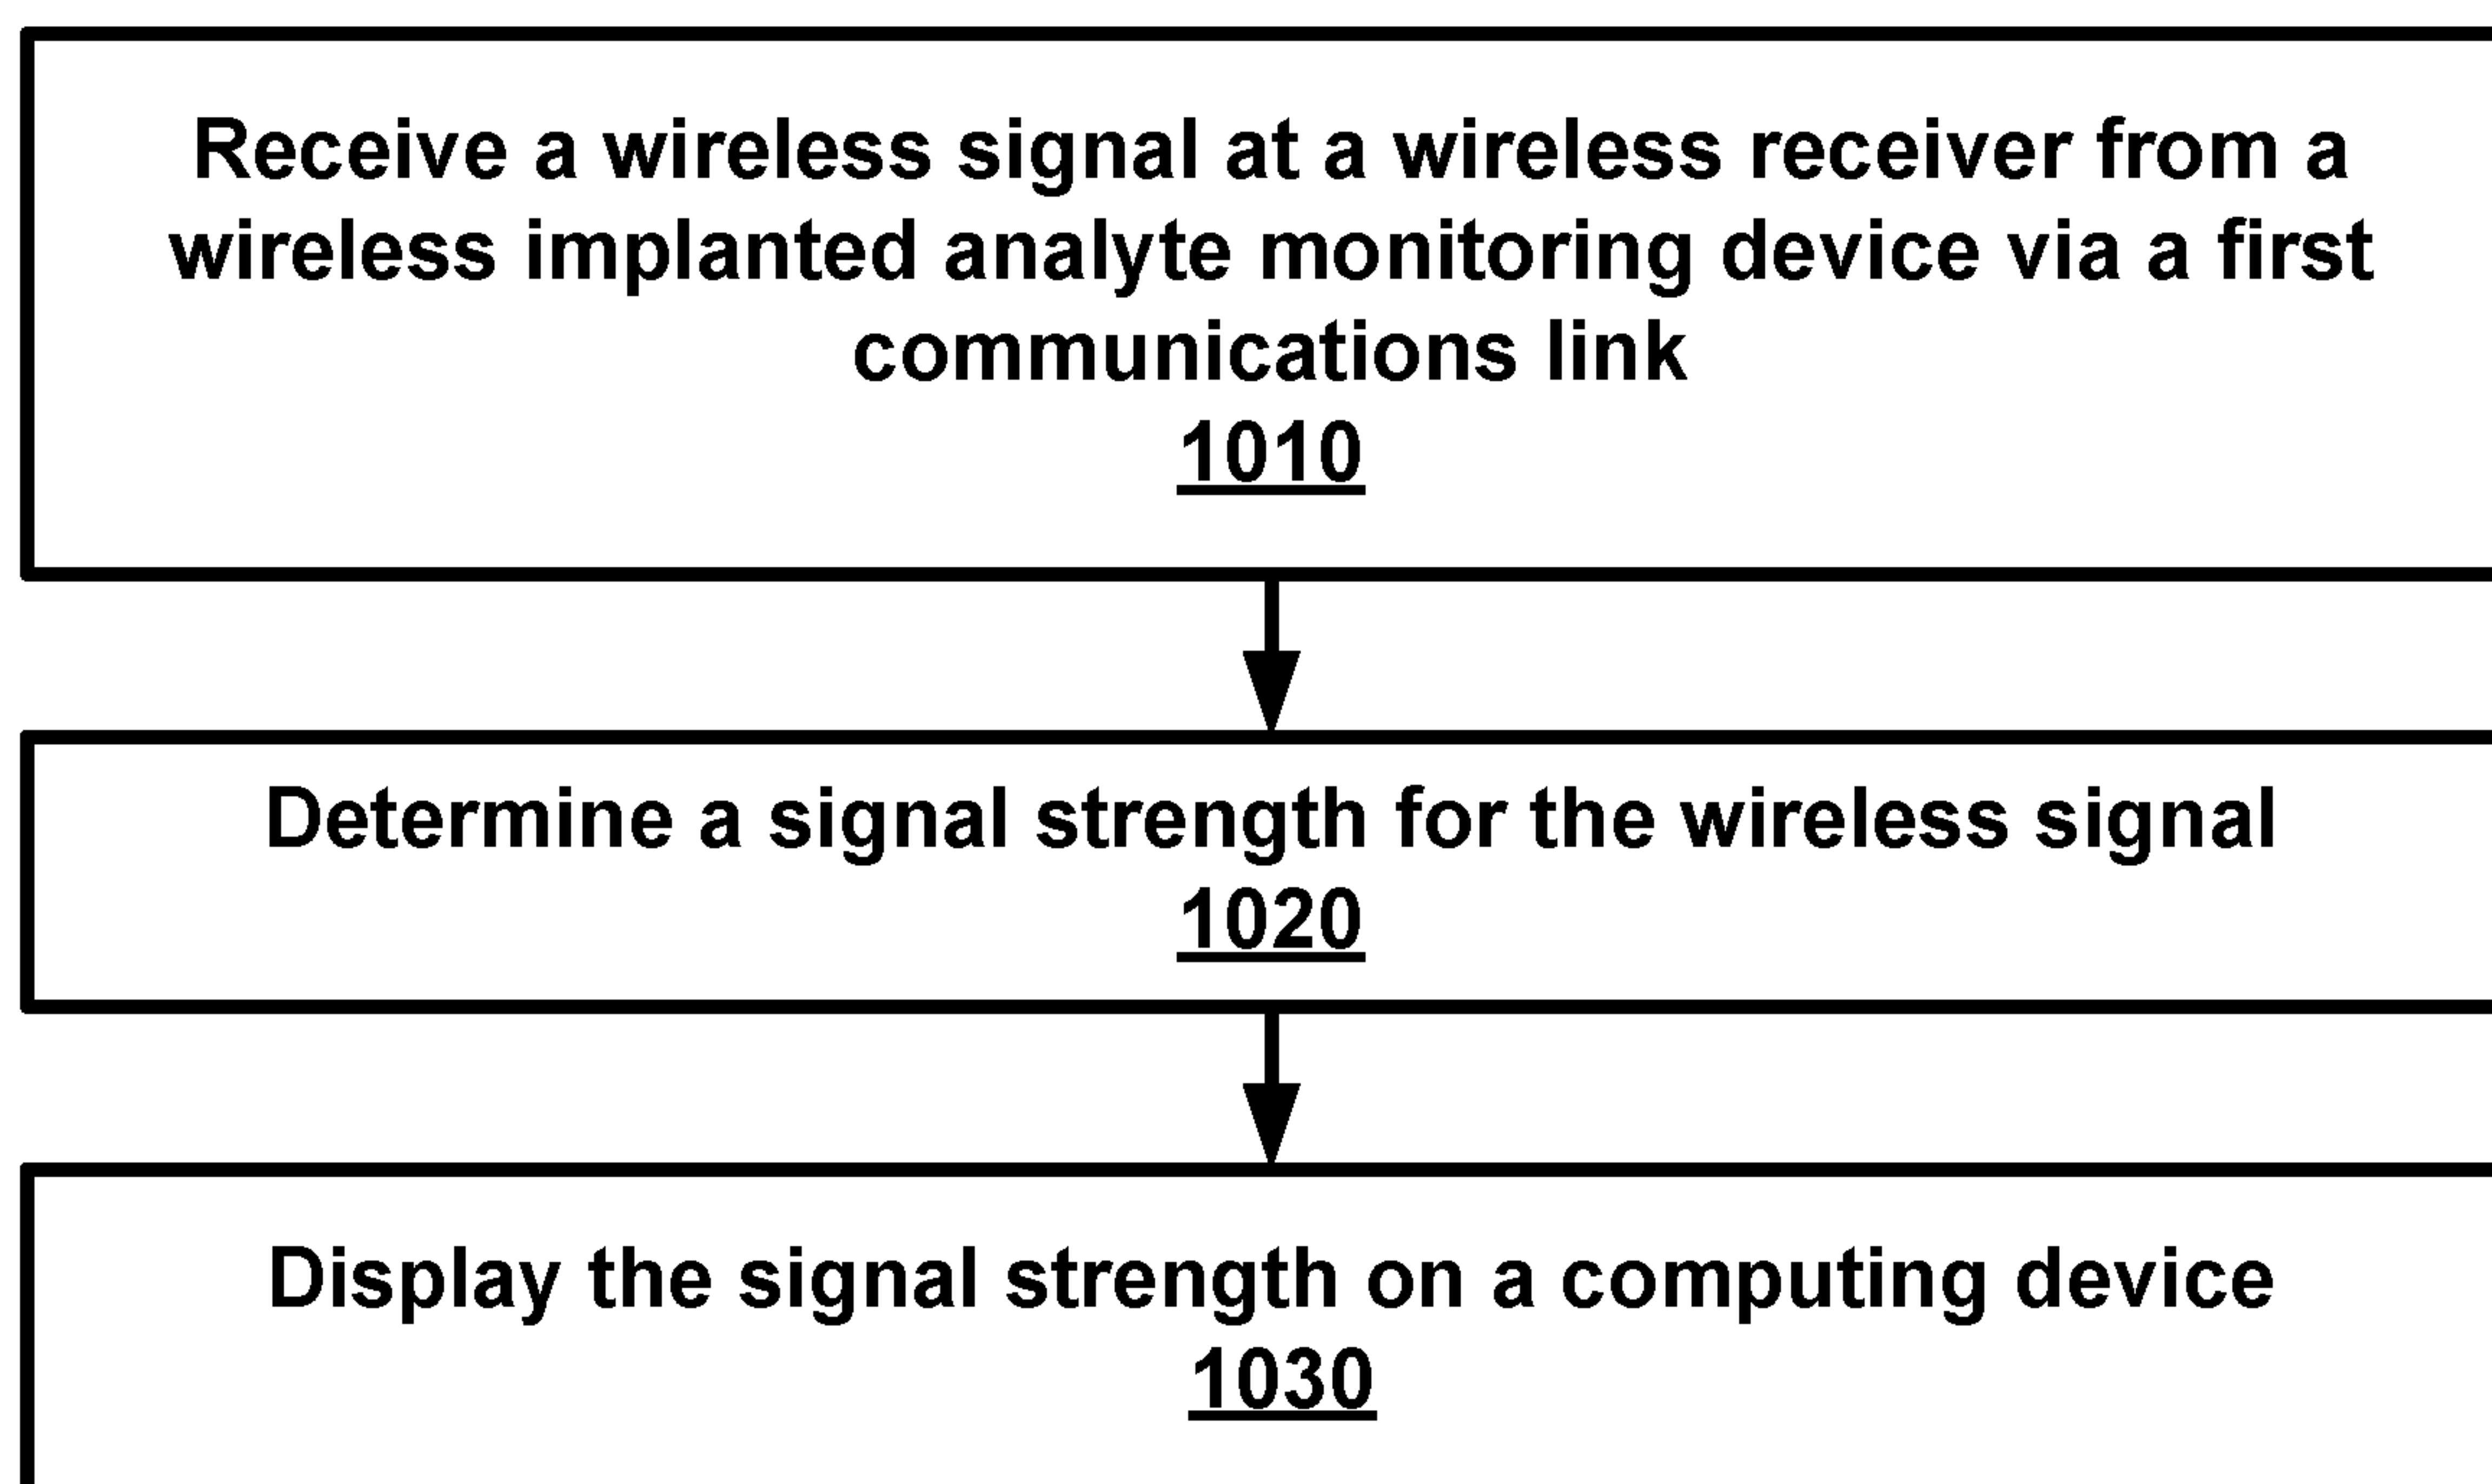 Receive a wireless signal at a wireless receiver from a
wireless implanted analyte monitoring device via a first
communications link
1010
Determine a signal strength for the wireless signal
1020
Display the signal strength on a computing device
1030